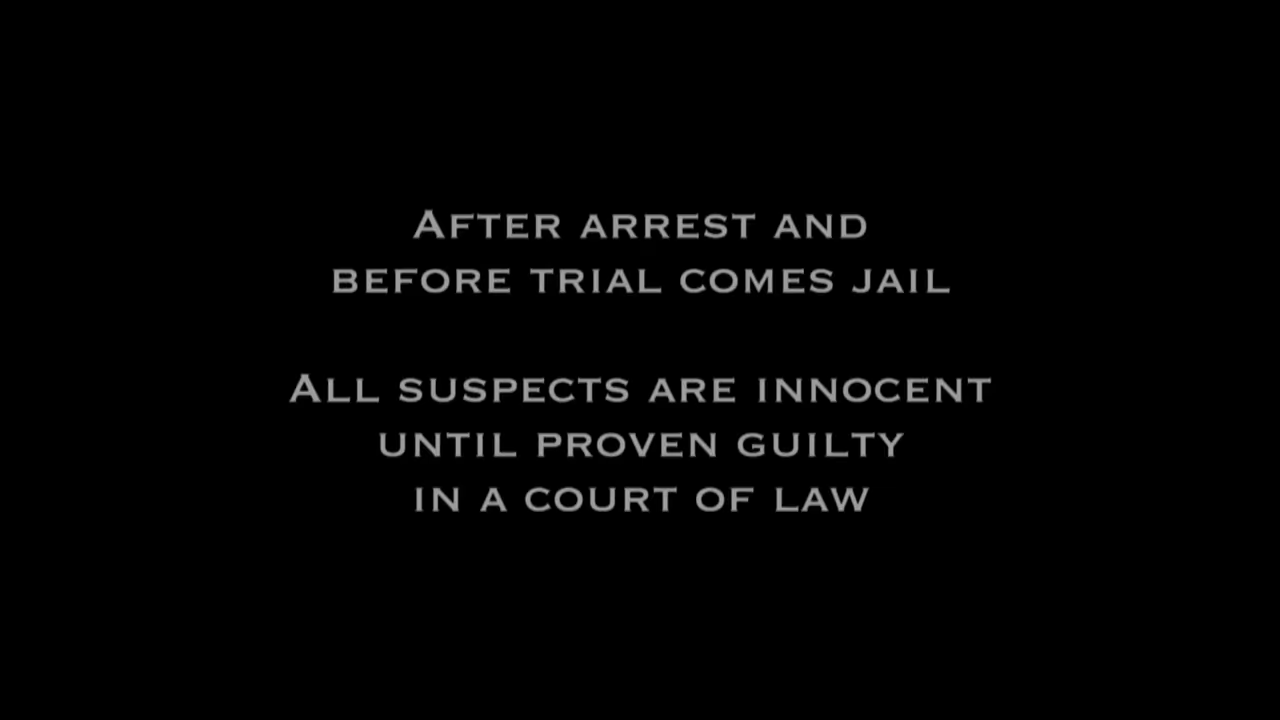 After arrest and
before trial comes jail
All suspects are innocent
until proven guilty
in a court of law